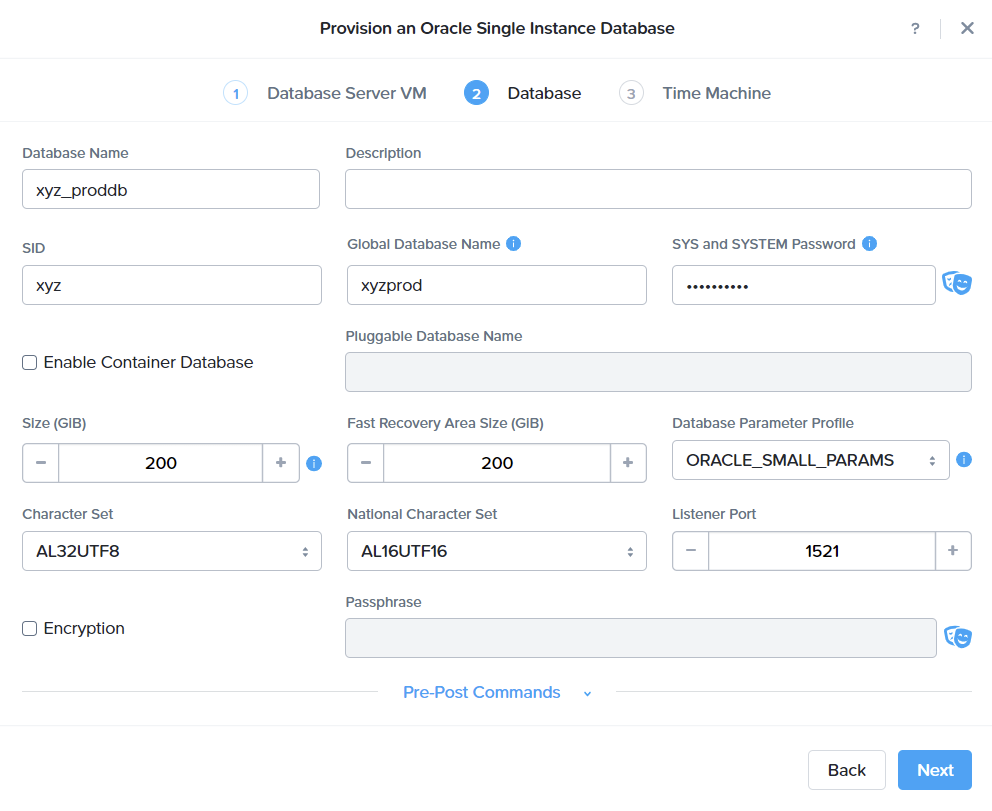 Provision an Oracle Single Instance Database
?
1 Database Server VM 2 Database 3 Time Machine
Database Name Description
xyz_proddb
SID Global Database Name i SYS and SYSTEM Password i
xyz xyzprod ••••••••••
Enable Container Database
Pluggable Database Name
Size (GiB) Fast Recovery Area Size (GiB) Database Parameter Profile
− 200 + i − 200 + ORACLE_SMALL_PARAMS i
Character Set National Character Set Listener Port
AL32UTF8 AL16UTF16 − 1521 +
Encryption
Passphrase
Pre-Post Commands
Back Next